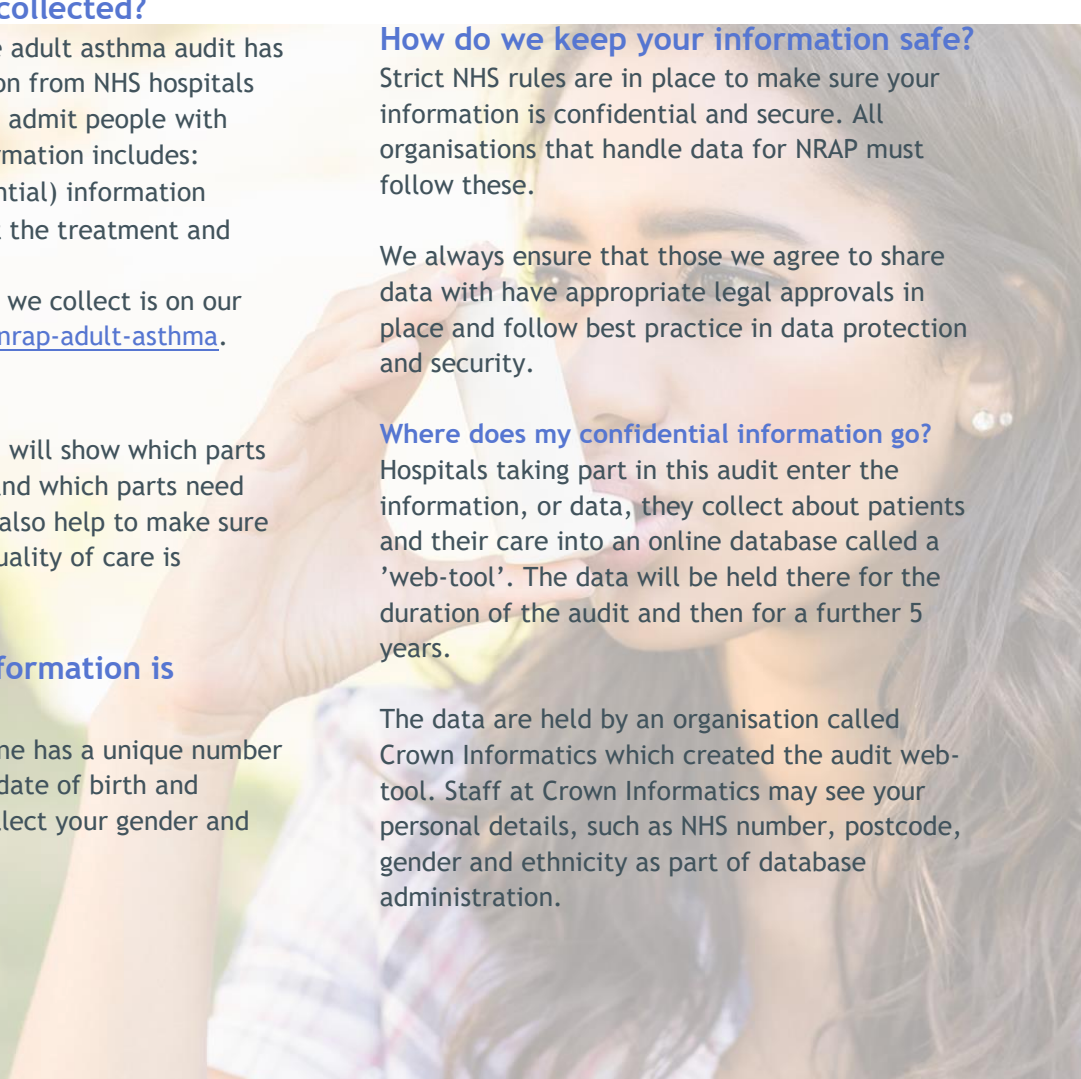 collected?
e adult asthma audit has
on from NHS hospitals
admit people with
rmation includes:
ntial) information
the treatment and
we collect is on our
nrap-adult-asthma.
will show which parts
and which parts need
also help to make sure
uality of care is
formation is
ne has a unique number
date of birth and
llect your gender and
How do we keep your information safe?
Strict NHS rules are in place to make sure your
information is confidential and secure. All
organisations that handle data for NRAP must
follow these.
We always ensure that those we agree to share
data with have appropriate legal approvals in
place and follow best practice in data protection
and security.
Where does my confidential information go?
Hospitals taking part in this audit enter the
information, or data, they collect about patients
and their care into an online database called a
’web-tool’. The data will be held there for the
duration of the audit and then for a further 5
years.
The data are held by an organisation called
Crown Informatics which created the audit web-
tool. Staff at Crown Informatics may see your
personal details, such as NHS number, postcode,
gender and ethnicity as part of database
administration.